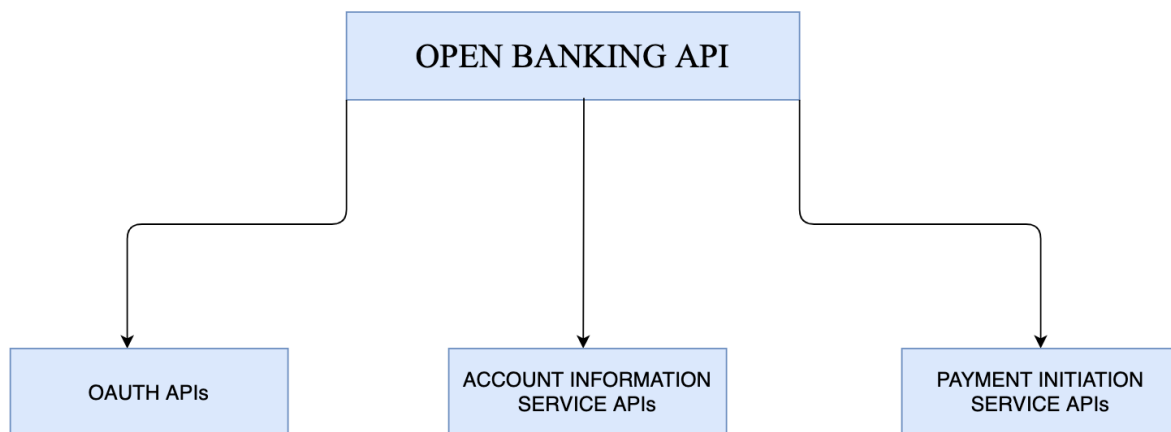 OPEN BANKING API
OAUTH APIs
ACCOUNT INFORMATION
SERVICE APIs
PAYMENT INITIATION
SERVICE APIs